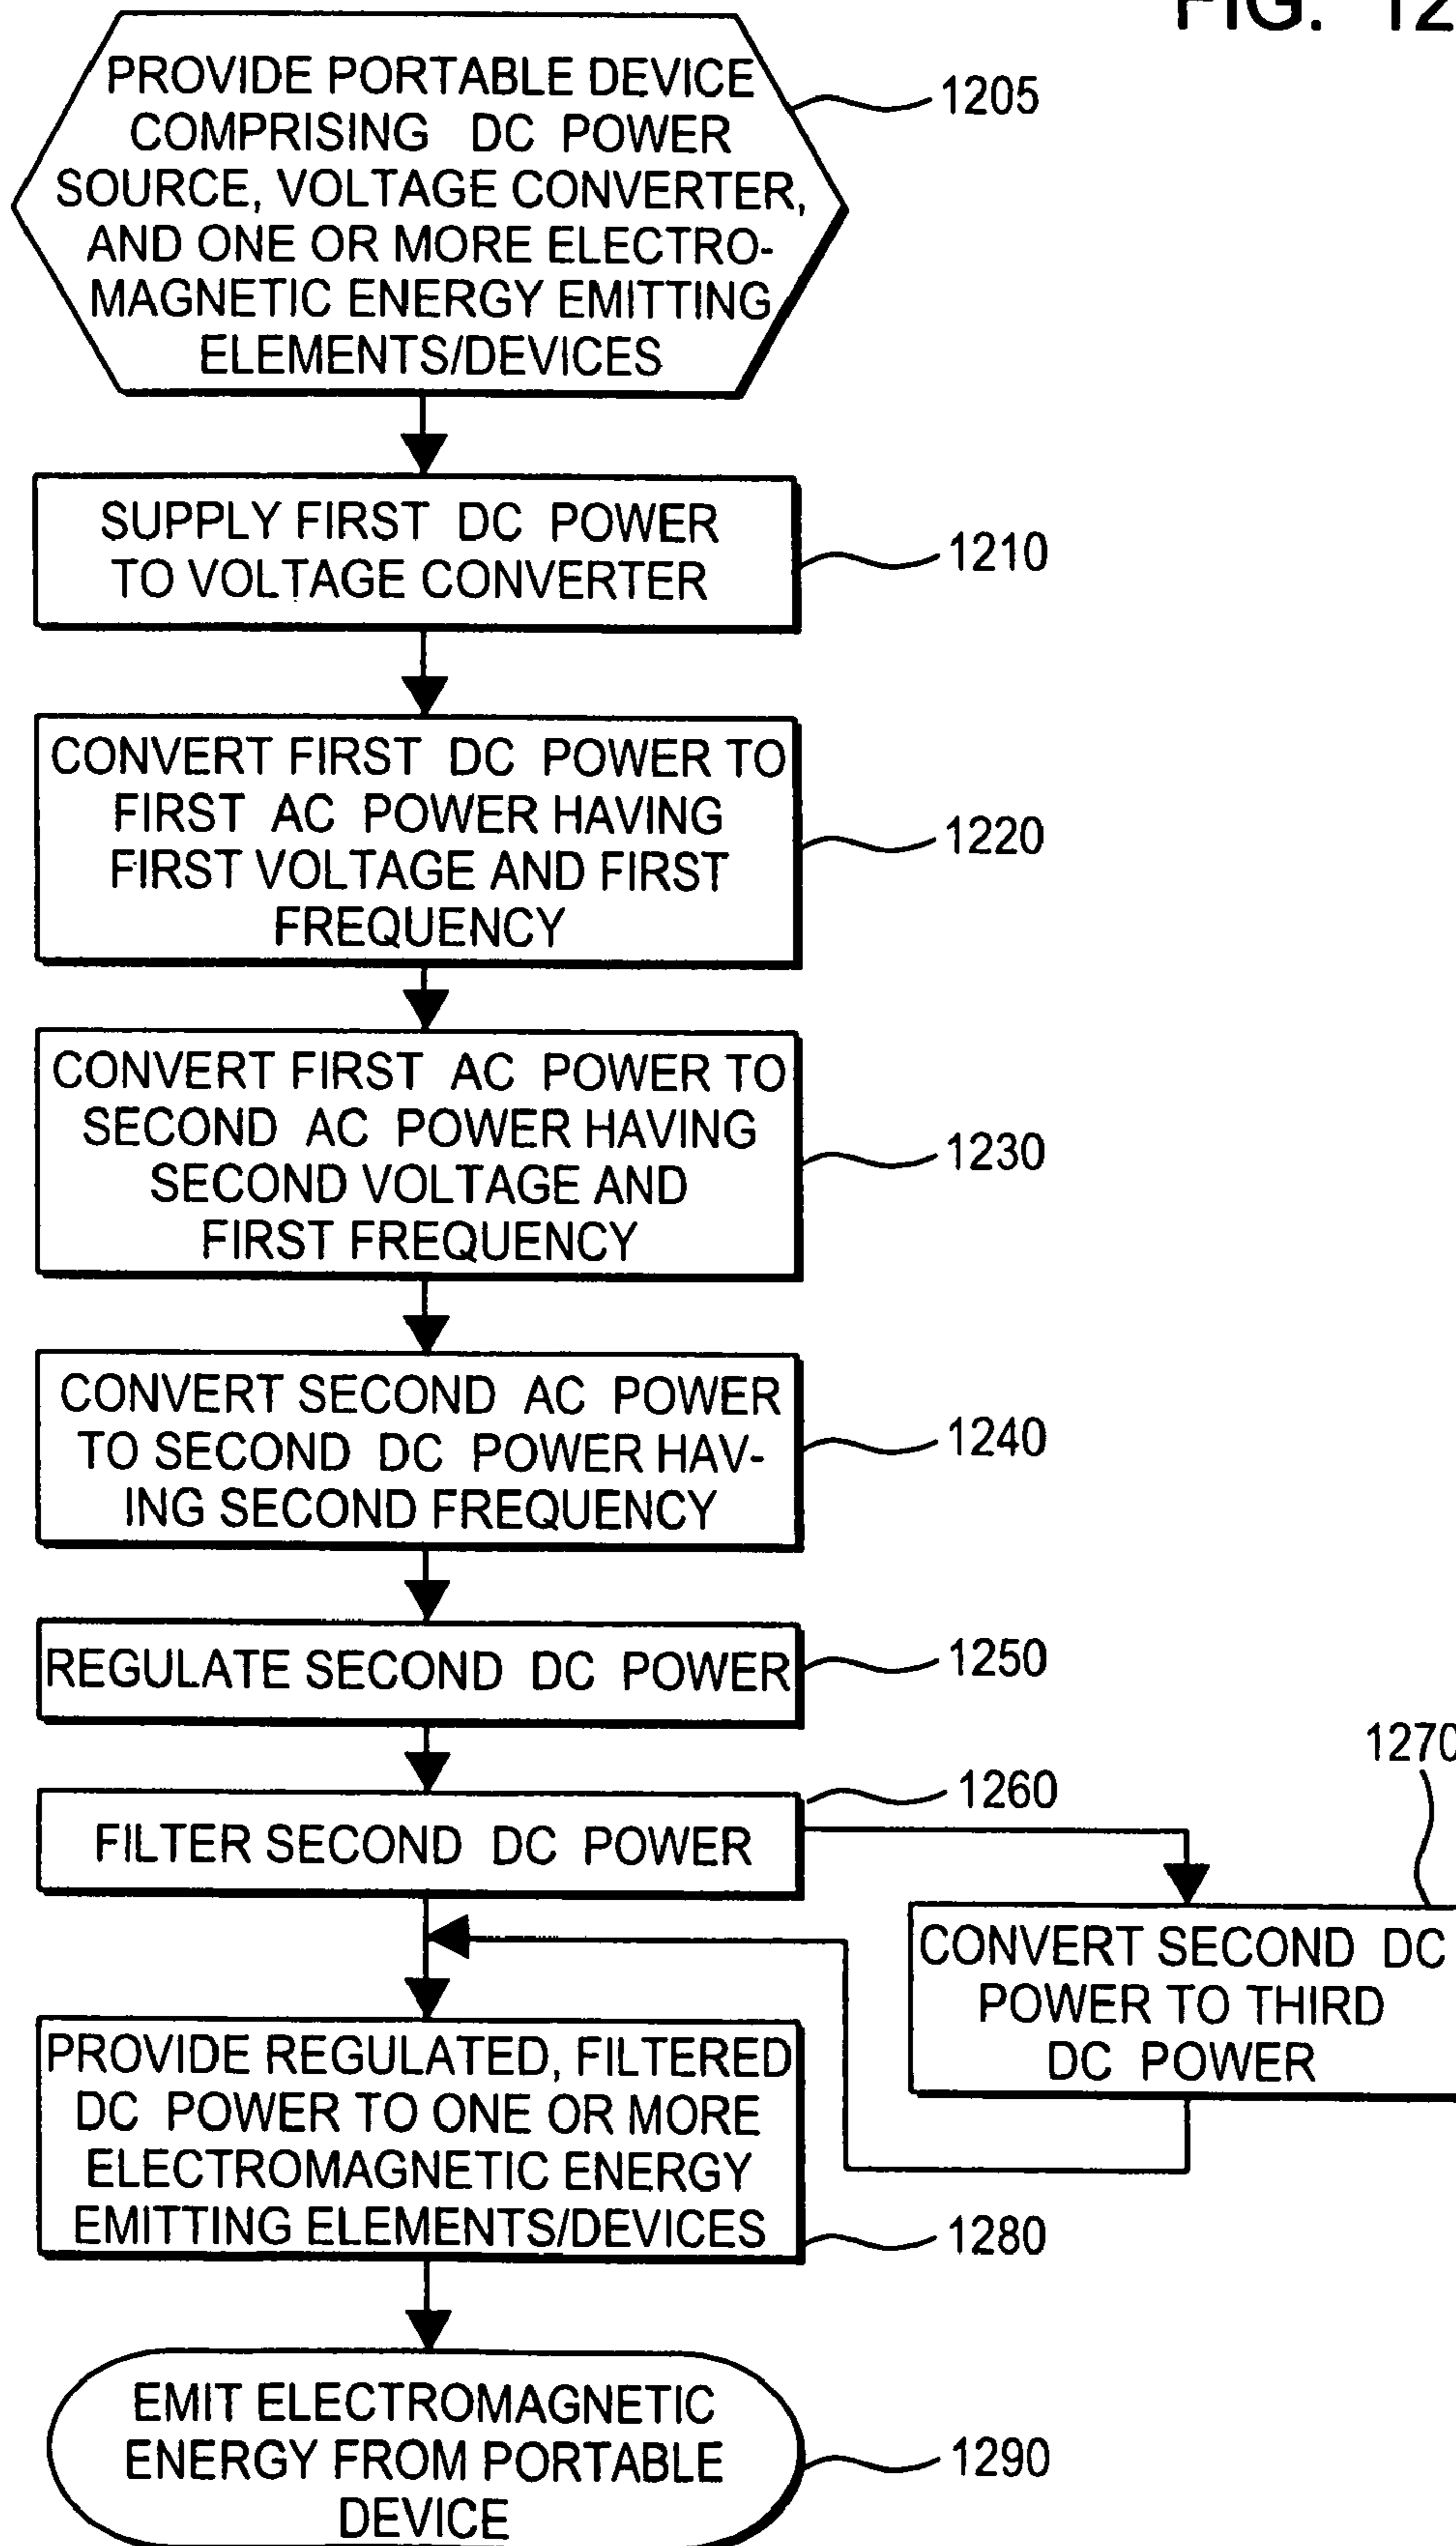 FIG. 12
PROVIDE PORTABLE DEVICE
COMPRISING DC POWER
SOURCE, VOLTAGE CONVERTER,
AND ONE OR MORE ELECTRO-
MAGNETIC ENERGY EMITTING
ELEMENTS/DEVICES
1205
SUPPLY FIRST DC POWER
TO VOLTAGE CONVERTER
1210
CONVERT FIRST DC POWER TO
FIRST AC POWER HAVING
FIRST VOLTAGE AND FIRST
FREQUENCY
1220
CONVERT FIRST AC POWER TO
SECOND AC POWER HAVING
SECOND VOLTAGE AND
FIRST FREQUENCY
1230
CONVERT SECOND AC POWER
TO SECOND DC POWER HAV-
ING SECOND FREQUENCY
1240
REGULATE SECOND DC POWER
1250
FILTER SECOND DC POWER
1260
1270
CONVERT SECOND DC
POWER TO THIRD
DC POWER
PROVIDE REGULATED, FILTERED
DC POWER TO ONE OR MORE
ELECTROMAGNETIC ENERGY
EMITTING ELEMENTS/DEVICES
1280
EMIT ELECTROMAGNETIC
ENERGY FROM PORTABLE
DEVICE
1290